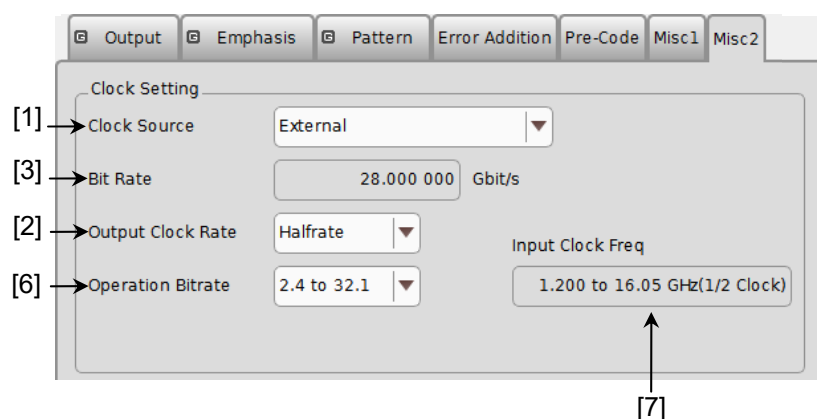 Output Emphasis Pattern Error Addition Pre-Code Misc1 Misc2
Clock Setting
[1] Clock Source External
[3] Bit Rate 28.000 000 Gbit/s
[2] Output Clock Rate Halfrate
Input Clock Freq
[6] Operation Bitrate 2.4 to 32.1 1.200 to 16.05 GHz(1/2 Clock)
[7]